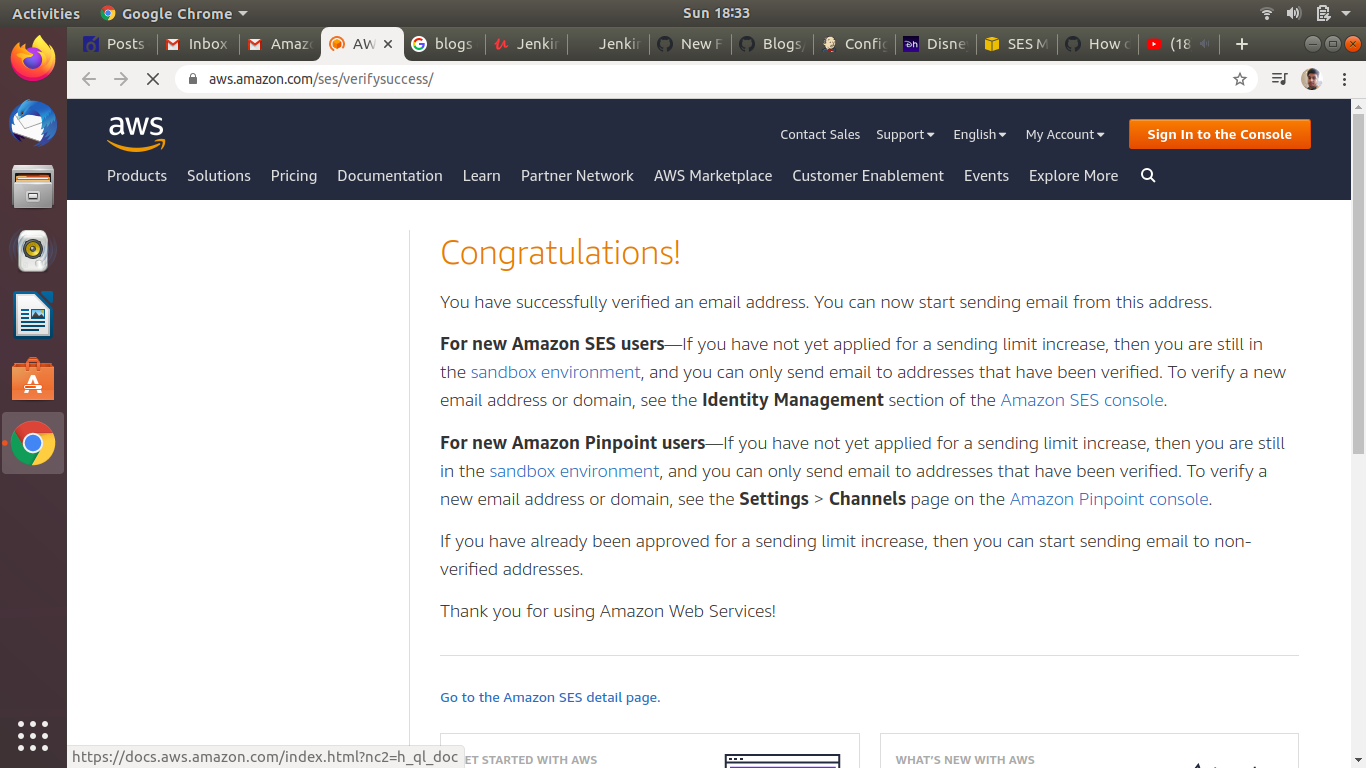 Activities Google Chrome Sun 18:33
Posts Inbox Amaz AW blogs Jenkin Jenkin New F Blogs/ Config Disne SES M How c (18
aws.amazon.com/ses/verifysuccess/
aws
Contact Sales Support English My Account Sign In to the Console
Products Solutions Pricing Documentation Learn Partner Network AWS Marketplace Customer Enablement Events Explore More
Congratulations!
You have successfully verified an email address. You can now start sending email from this address.
For new Amazon SES users—If you have not yet applied for a sending limit increase, then you are still in
the sandbox environment, and you can only send email to addresses that have been verified. To verify a new
email address or domain, see the Identity Management section of the Amazon SES console.
For new Amazon Pinpoint users—If you have not yet applied for a sending limit increase, then you are still
in the sandbox environment, and you can only send email to addresses that have been verified. To verify a
new email address or domain, see the Settings > Channels page on the Amazon Pinpoint console.
If you have already been approved for a sending limit increase, then you can start sending email to non-
verified addresses.
Thank you for using Amazon Web Services!
Go to the Amazon SES detail page.
ET STARTED WITH AWS WHAT'S NEW WITH AWS
https://docs.aws.amazon.com/index.html?nc2=h_ql_doc